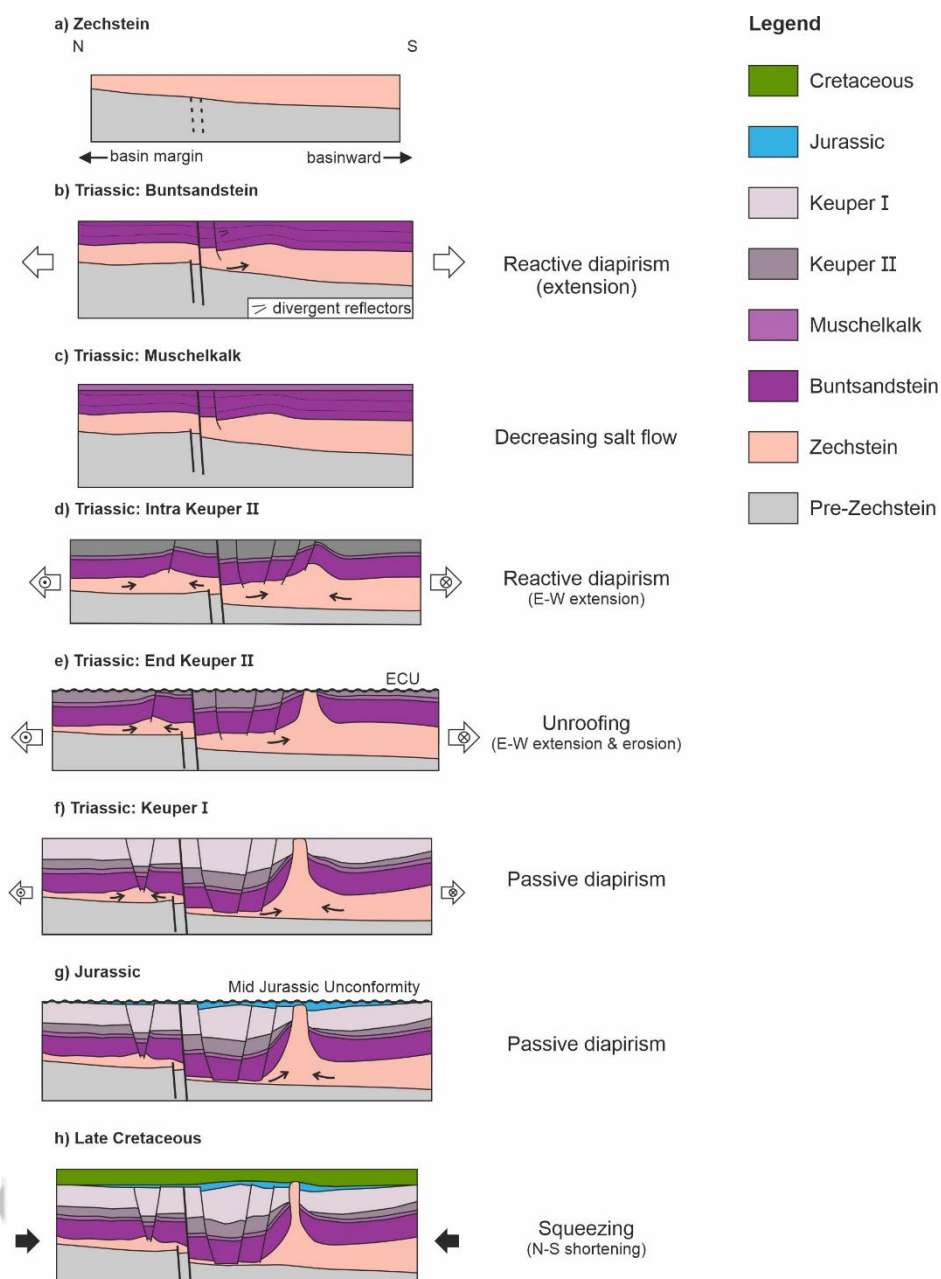 a) Zechstein
N
S
basin margin
basinward
b) Triassic: Buntsandstein
divergent reflectors
Reactive diapirism
(extension)
c) Triassic: Muschelkalk
Decreasing salt flow
d) Triassic: Intra Keuper II
Reactive diapirism
(E-W extension)
e) Triassic: End Keuper II
ECU
Unroofing
(E-W extension & erosion)
f) Triassic: Keuper I
Passive diapirism
g) Jurassic
Mid Jurassic Unconformity
Passive diapirism
h) Late Cretaceous
Squeezing
(N-S shortening)
Legend
Cretaceous
Jurassic
Keuper I
Keuper II
Muschelkalk
Buntsandstein
Zechstein
Pre-Zechstein